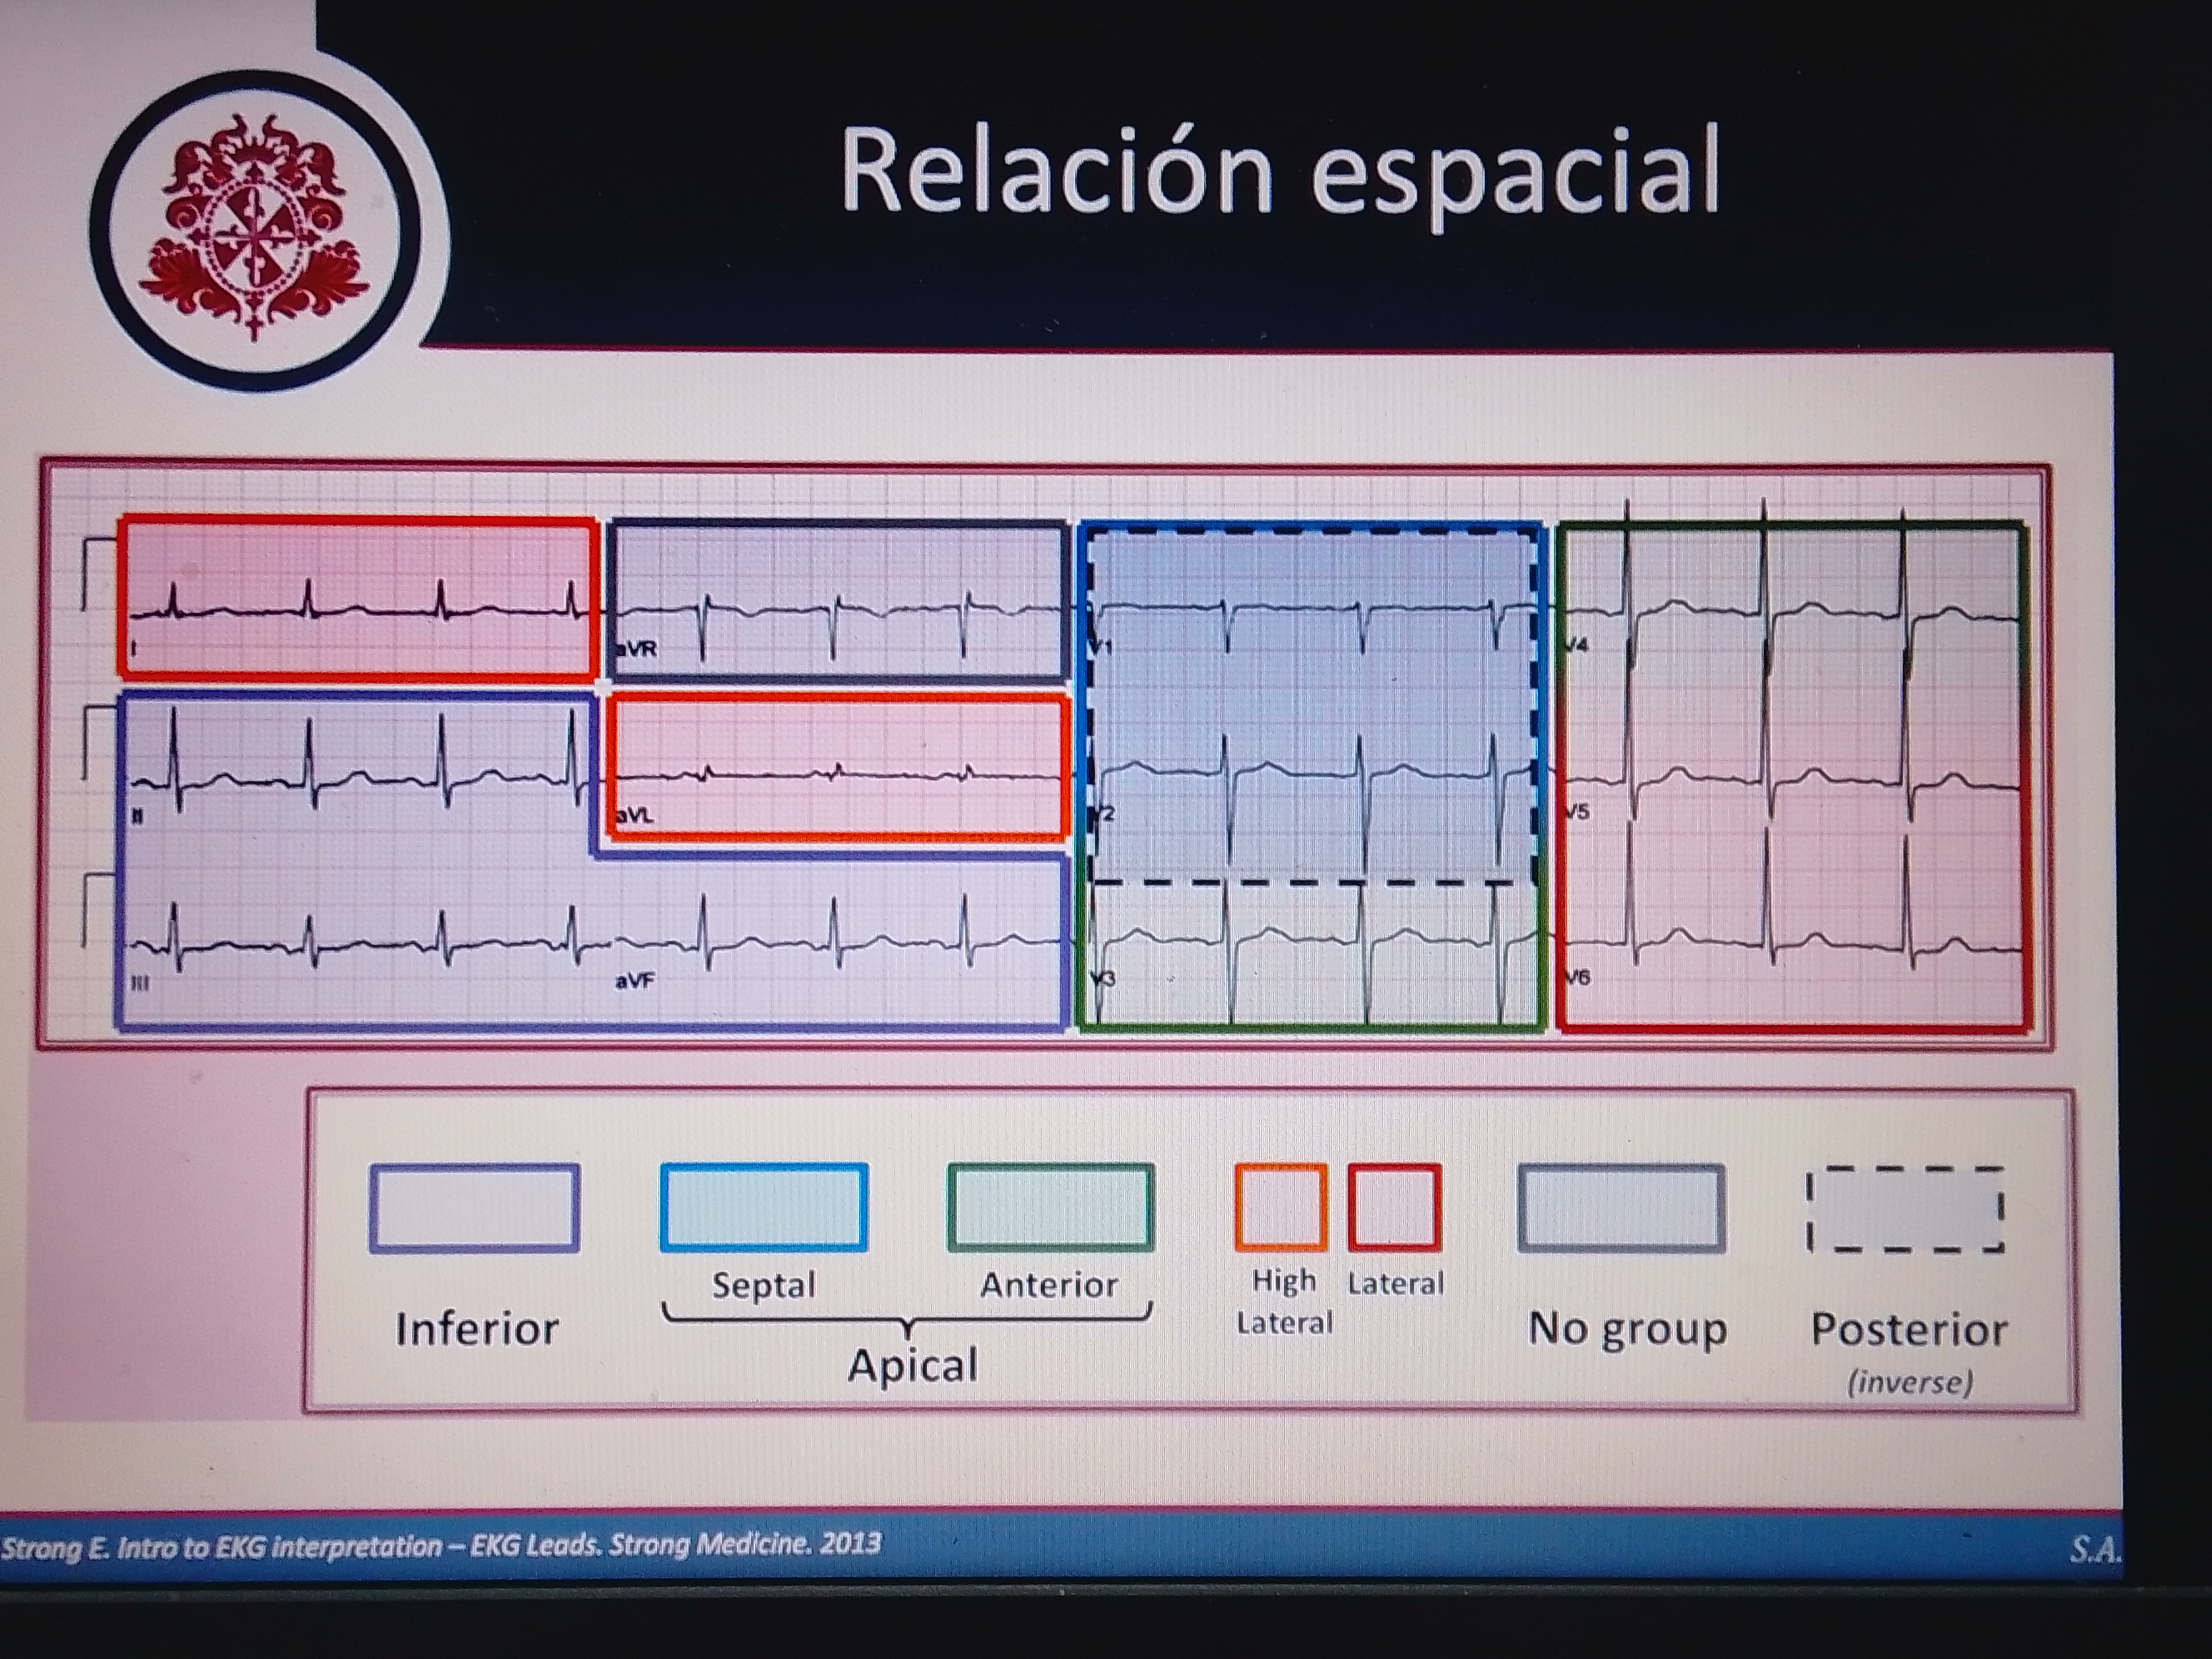 Relación espacial
I
aVR
V1
V4
II
aVL
V2
V5
III
aVF
V3
V6
Septal
Anterior
High
Lateral
Lateral
Inferior
Apical
No group
Posterior
(inverse)
Strong E. Intro to EKG interpretation – EKG Leads. Strong Medicine. 2013
S.A.